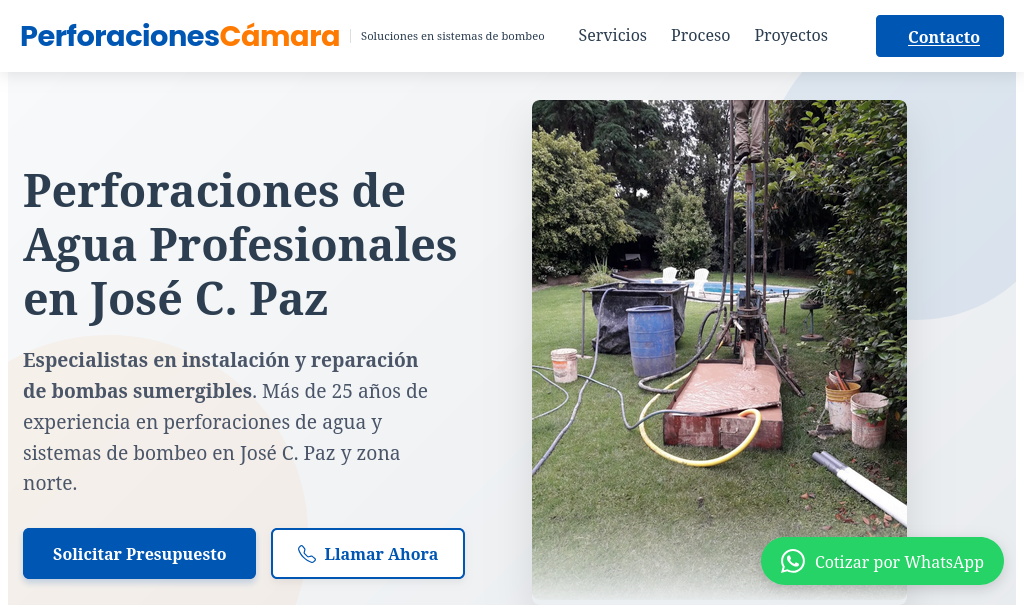 PerforacionesCámara
Soluciones en sistemas de bombeo
Servicios
Proceso
Proyectos
Contacto
Perforaciones de
Agua Profesionales
en José C. Paz
Especialistas en instalación y reparación
de bombas sumergibles. Más de 25 años de
experiencia en perforaciones de agua y
sistemas de bombeo en José C. Paz y zona
norte.
Solicitar Presupuesto
Llamar Ahora
Cotizar por WhatsApp